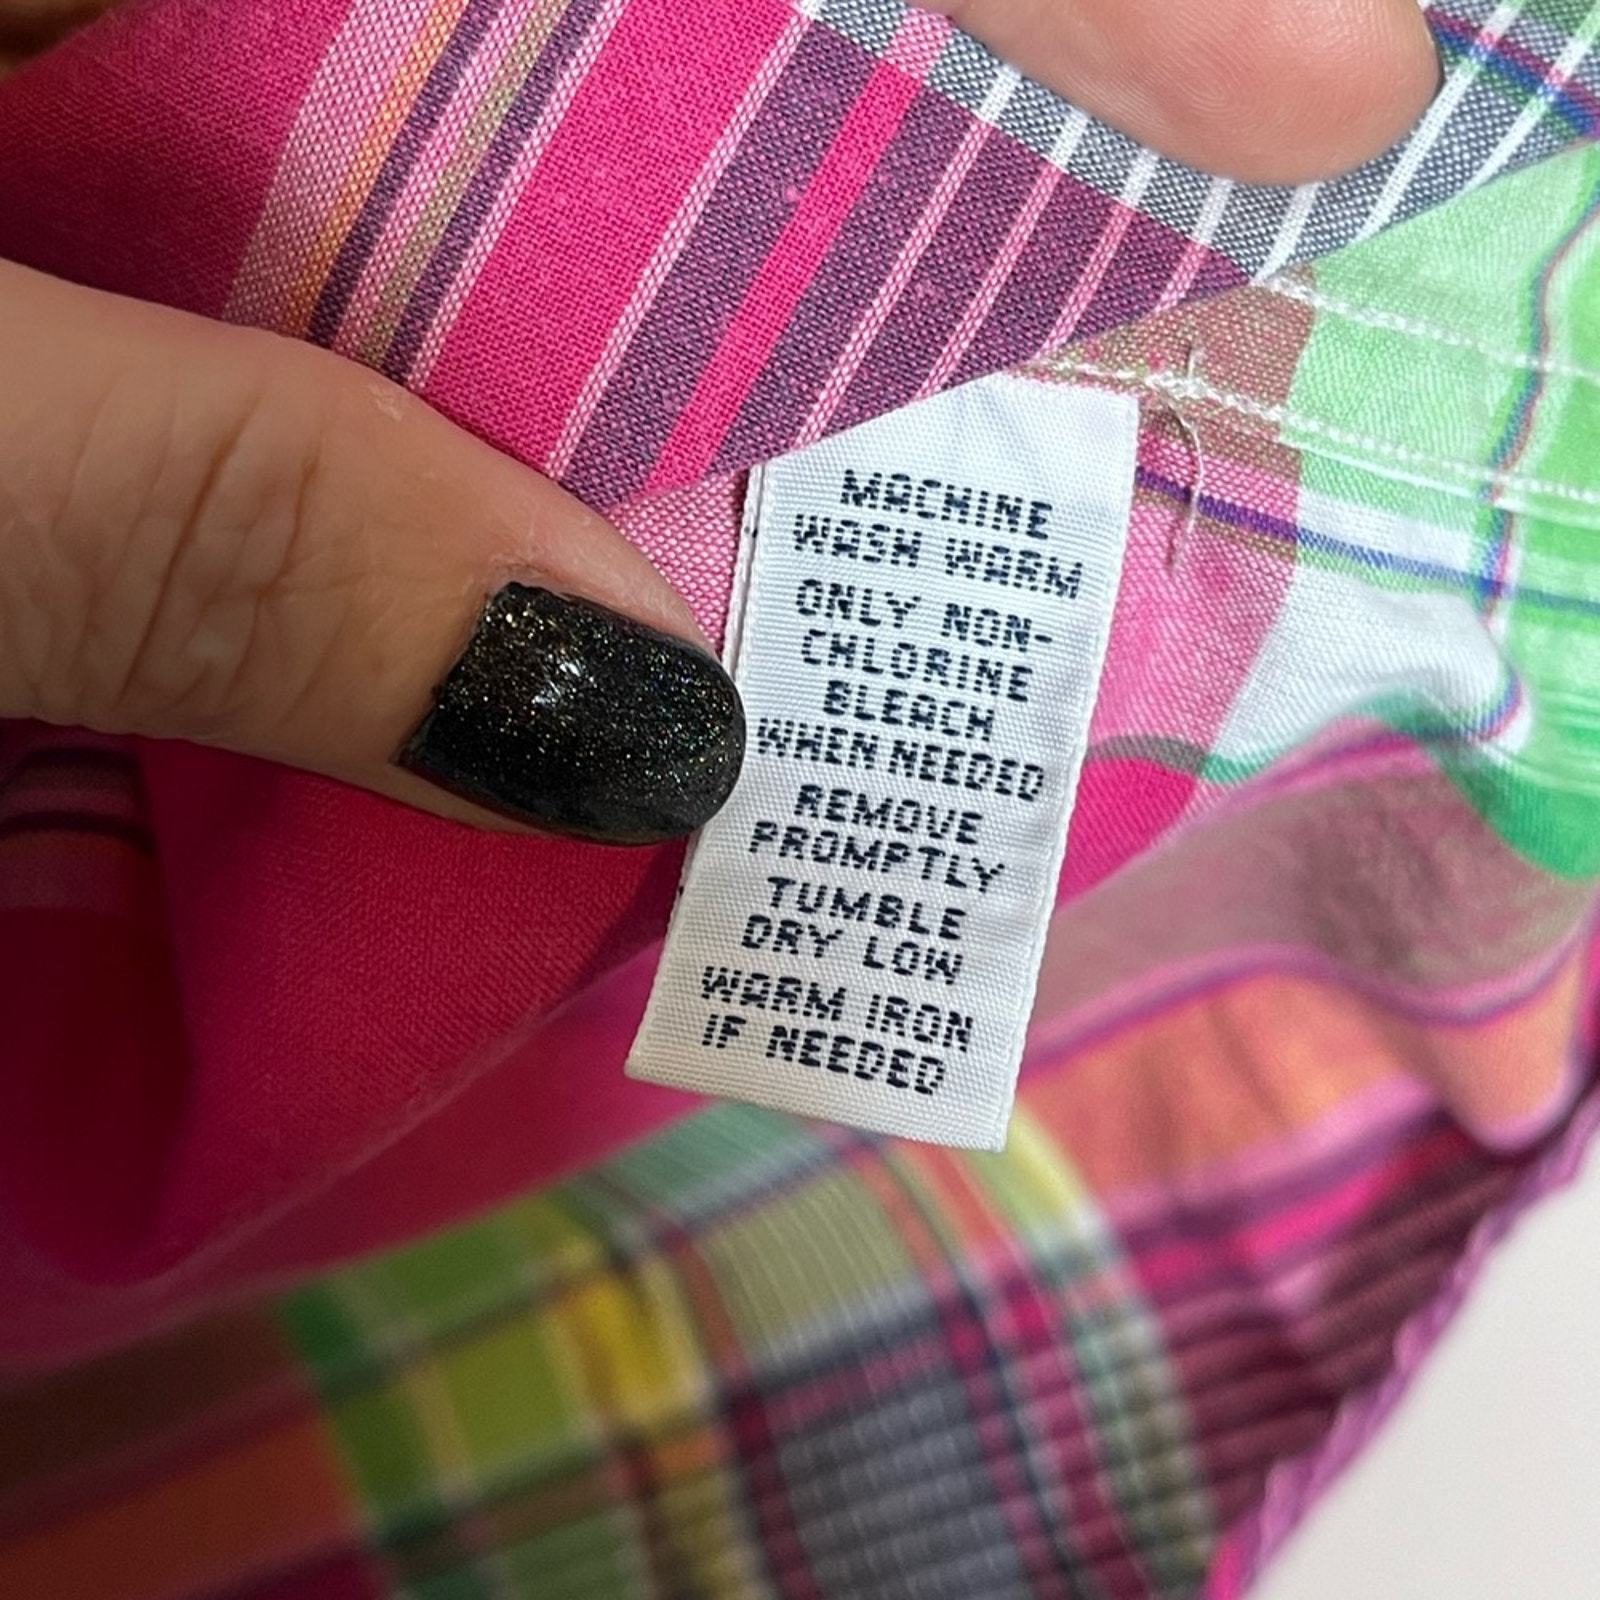 MACHINE
WASH WARM
ONLY NON-
CHLORINE
BLEACH
WHEN NEEDED
REMOVE
PROMPTLY
TUMBLE
DRY LOW
WARM IRON
IF NEEDED